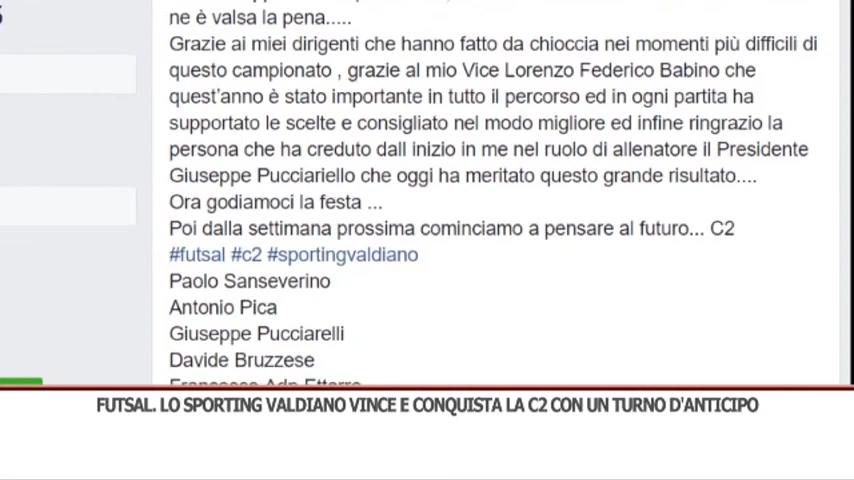 ne è valsa la pena.....
Grazie ai miei dirigenti che hanno fatto da chioccia nei momenti più difficili di
questo campionato , grazie al mio Vice Lorenzo Federico Babino che
quest'anno è stato importante in tutto il percorso ed in ogni partita ha
supportato le scelte e consigliato nel modo migliore ed infine ringrazio la
persona che ha creduto dall inizio in me nel ruolo di allenatore il Presidente
Giuseppe Pucciariello che oggi ha meritato questo grande risultato....
Ora godiamoci la festa ...
Poi dalla settimana prossima cominciamo a pensare al futuro... C2
#futsal #c2 #sportingvaldiano
Paolo Sanseverino
Antonio Pica
Giuseppe Pucciarelli
Davide Bruzzese
FUTSAL. LO SPORTING VALDIANO VINCE E CONQUISTA LA C2 CON UN TURNO D'ANTICIPO